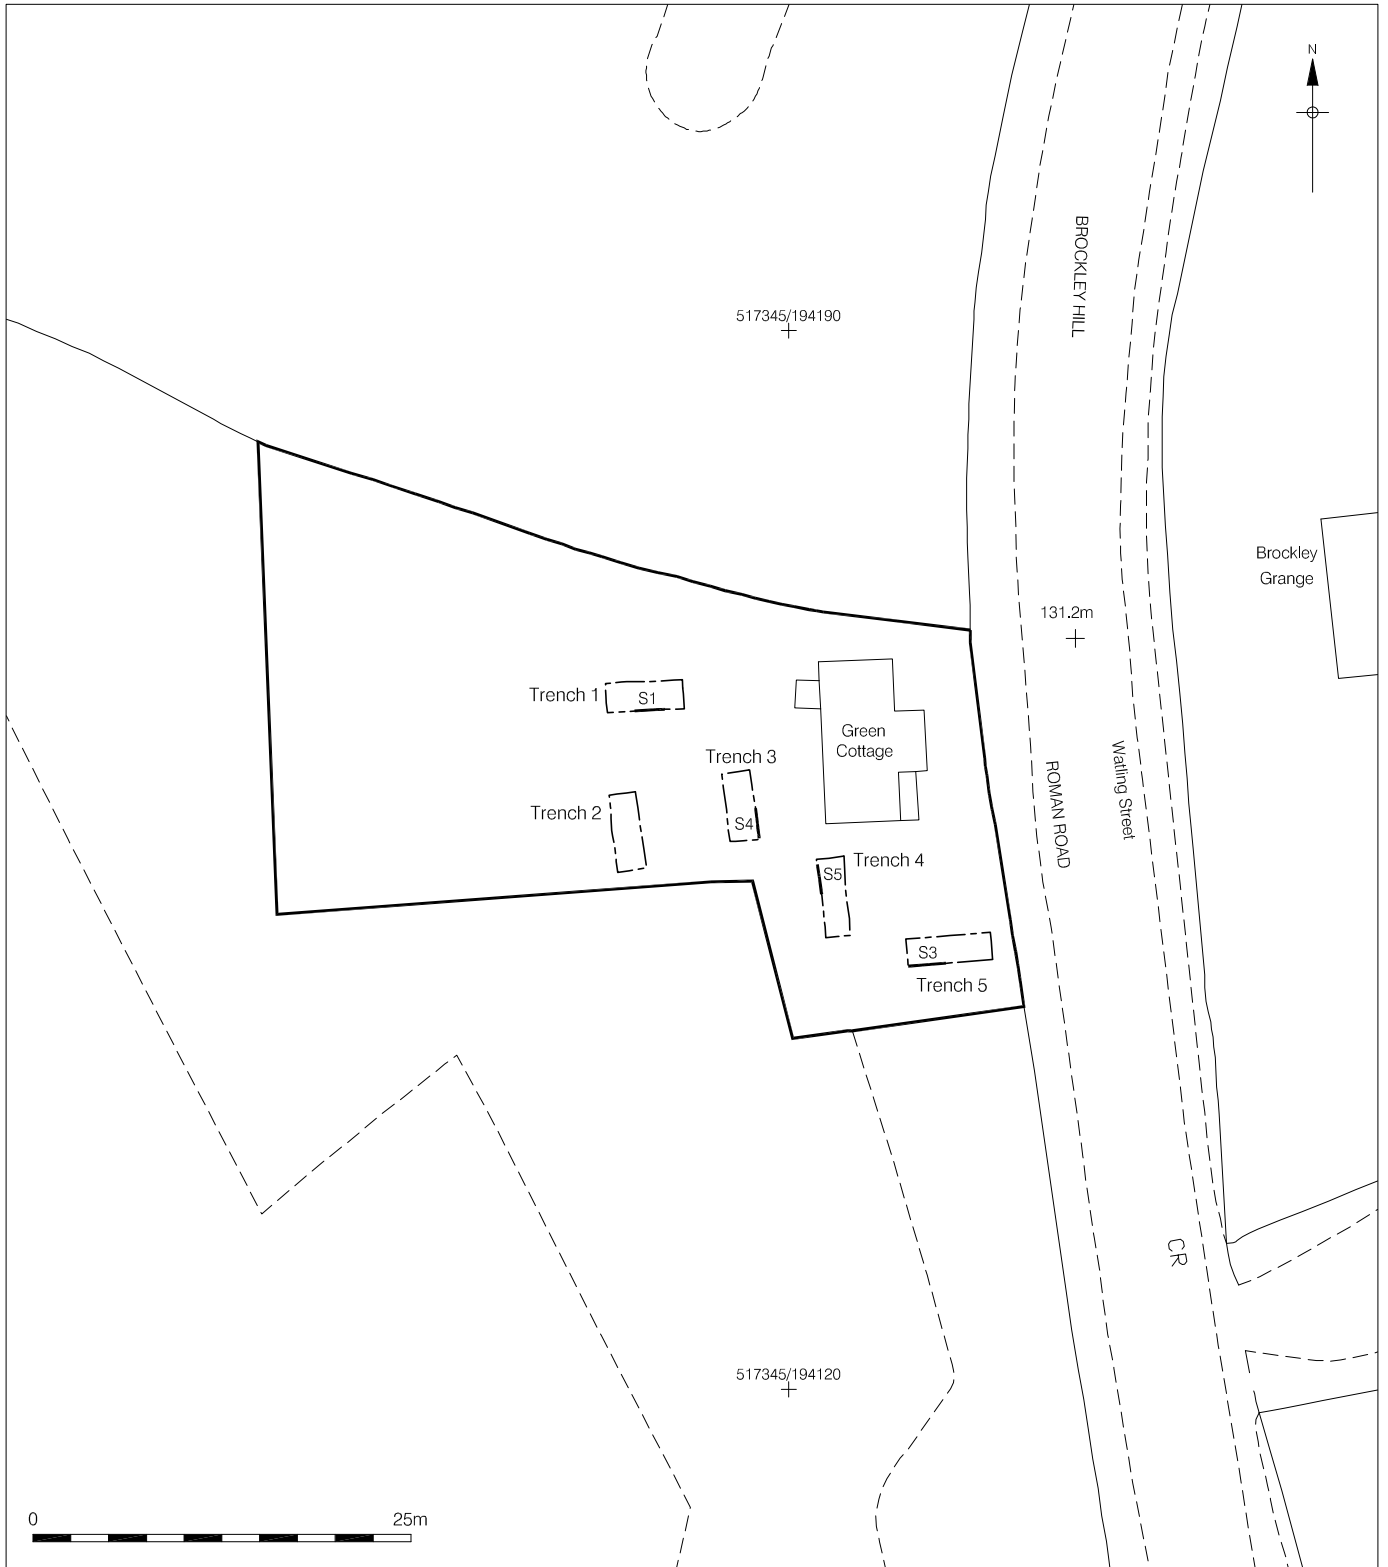 N
BROCKLEY HILL
517345/194190
Brockley
Grange
131.2m
Trench 1
S1
Green
Cottage
Trench 3
S4
Trench 2
Watling Street
ROMAN ROAD
Trench 4
S5
S3
Trench 5
CR
517345/194120
0
25m